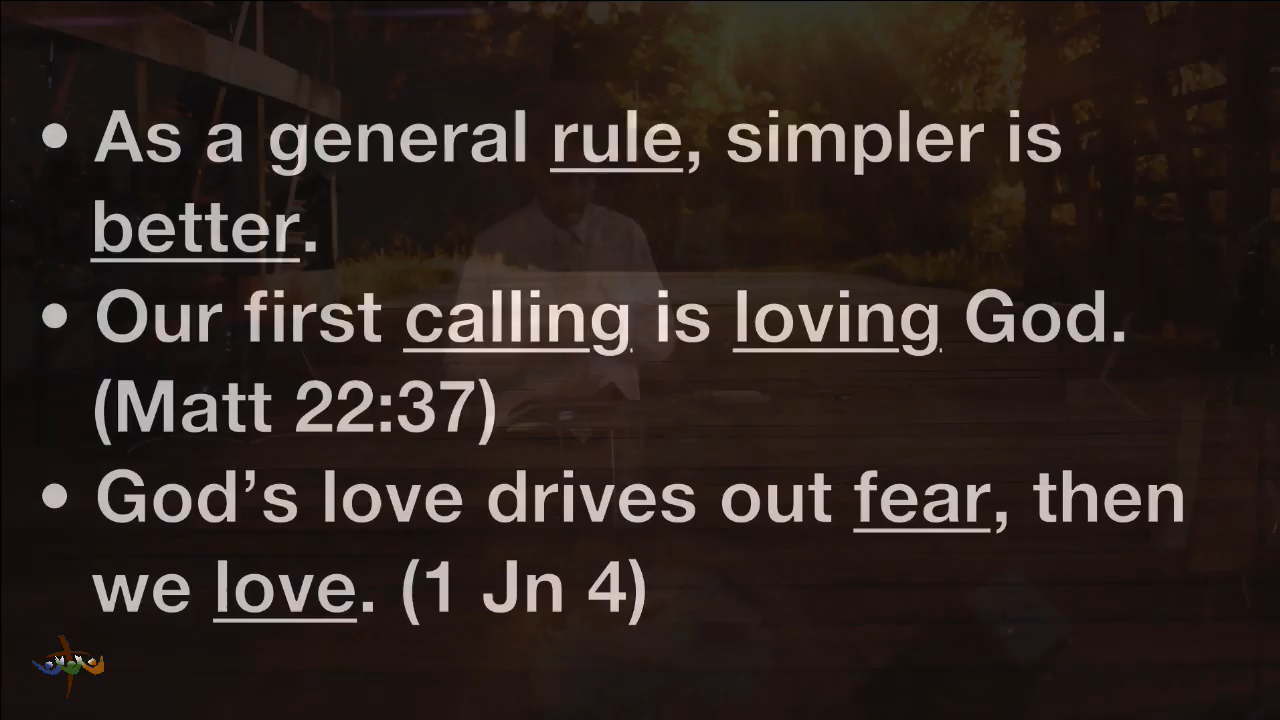 • As a general rule, simpler is
better.
• Our first calling is loving God.
(Matt 22:37)
• God’s love drives out fear, then
we love. (1 Jn 4)